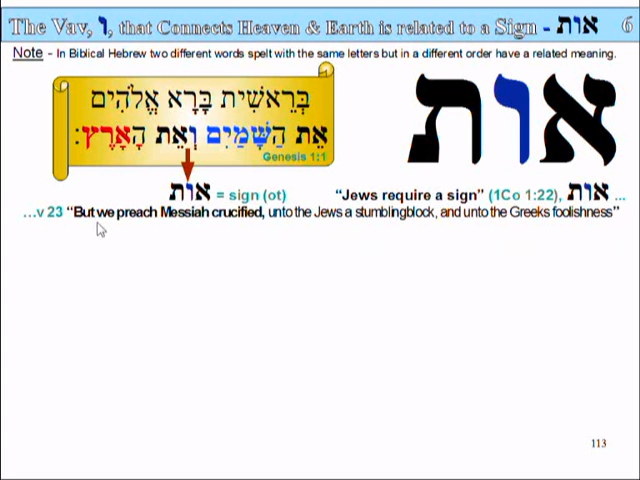 The Vav, ו, that Connects Heaven & Earth is related to a Sign - אות 6
Note - In Biblical Hebrew two different words spelt with the same letters but in a different order have a related meaning.
בְּרֵאשִׁית בָּרָא אֱלֹהִים
אֵת הַשָּׁמַיִם וְאֵת הָאָרֶץ׃
Genesis 1:1
אות
אות = sign (ot) "Jews require a sign" (1Co 1:22), אות ...
...v 23 "But we preach Messiah crucified, unto the Jews a stumblingblock, and unto the Greeks foolishness"
113